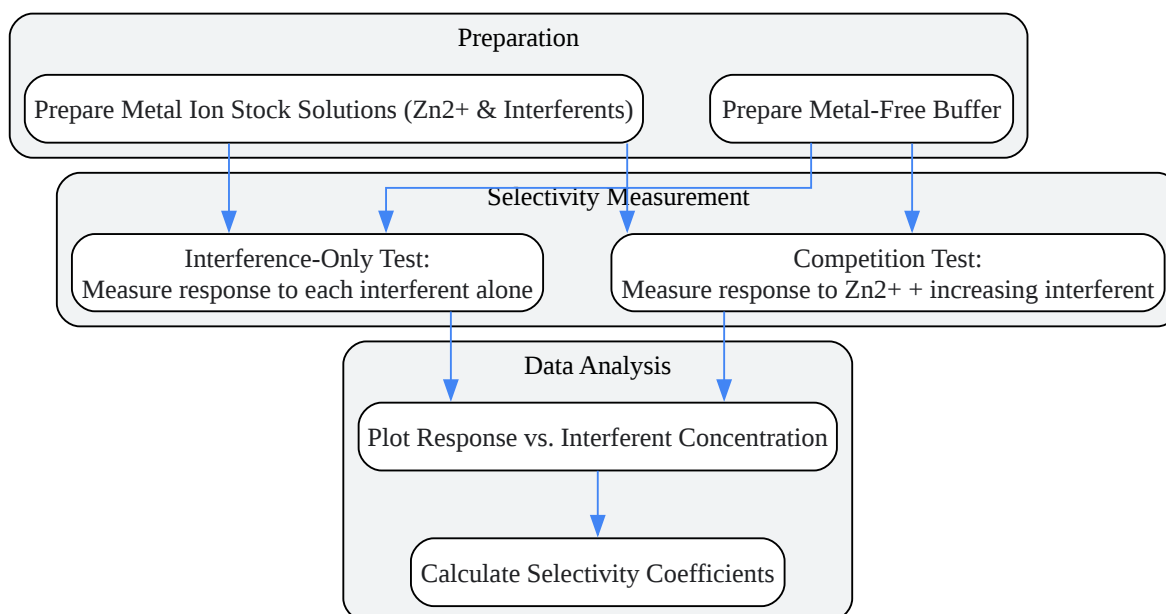 Preparation
Prepare Metal Ion Stock Solutions (Zn2+ & Interferents)
Prepare Metal-Free Buffer
Selectivity Measurement
Interference-Only Test:
Measure response to each interferent alone
Competition Test:
Measure response to Zn2+ + increasing interferent
Data Analysis
Plot Response vs. Interferent Concentration
Calculate Selectivity Coefficients